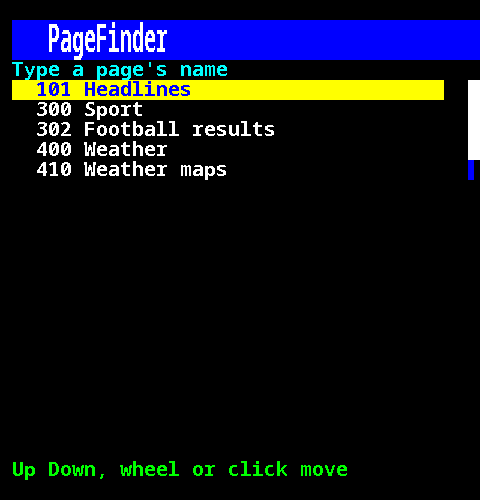 PageFinder
Type a page's name
101 Headlines
300 Sport
302 Football results
400 Weather
410 Weather maps
Up Down, wheel or click move